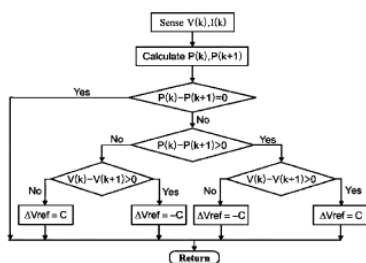 Sense V(k),I(k)
Calculate P(k),P(k+1)
Yes
P(k)−P(k+1)=0
No
No
P(k)−P(k+1)>0
Yes
V(k)−V(k+1)>0
V(k)−V(k+1)>0
No
Yes
No
Yes
ΔVref = C
ΔVref = −C
ΔVref = −C
ΔVref = C
Return